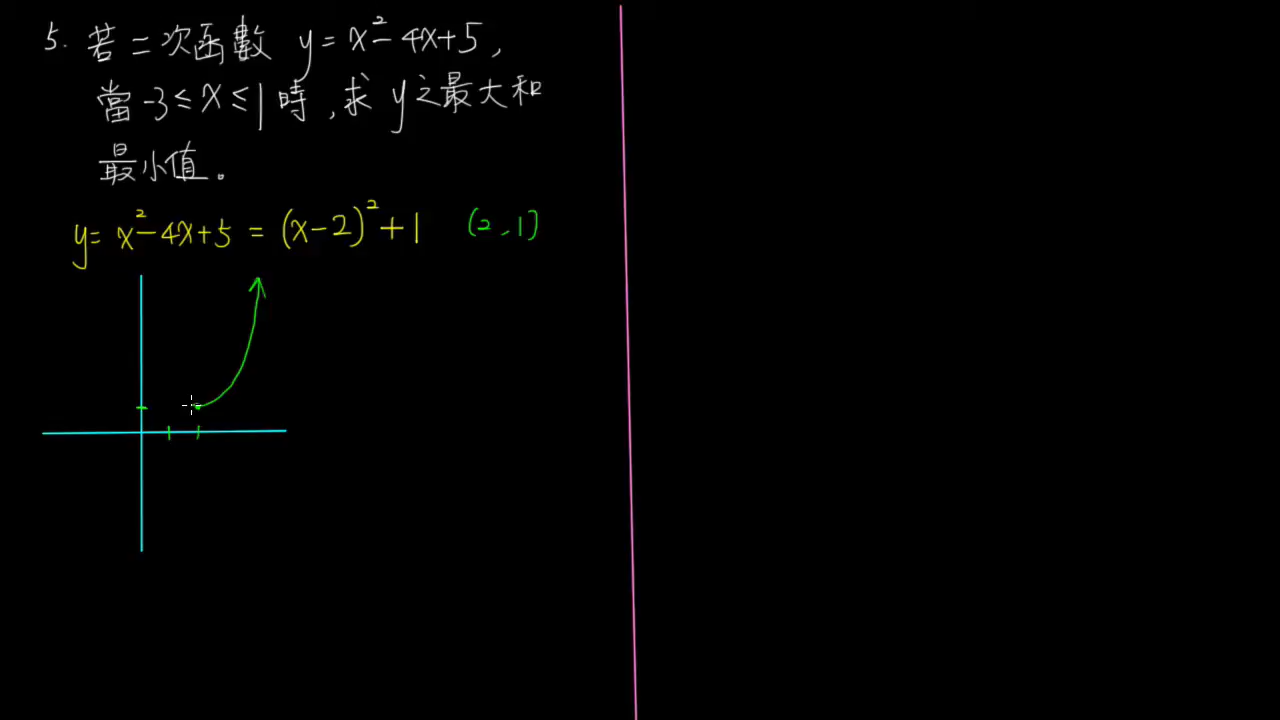 5. 若二次函數 y = x² - 4x + 5 ,
當 -3 ≤ x ≤ 1 時 , 求 y 之最大和
最小值。
y = x² - 4x + 5 = (x - 2)² + 1 (2 , 1)